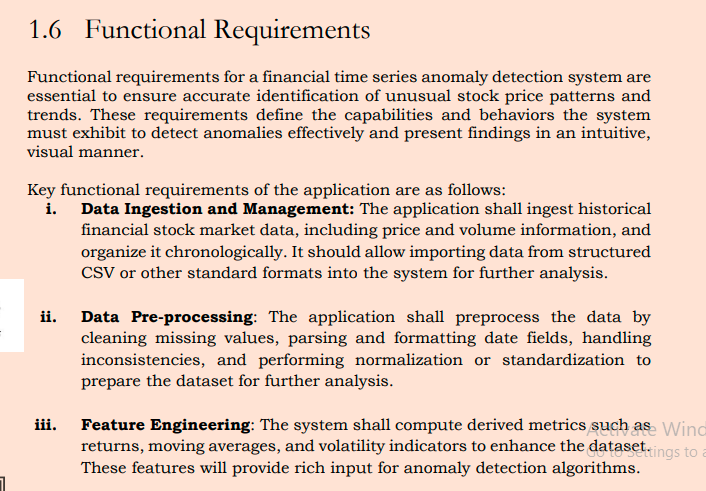 1.6 Functional Requirements
Functional requirements for a financial time series anomaly detection system are
essential to ensure accurate identification of unusual stock price patterns and
trends. These requirements define the capabilities and behaviors the system
must exhibit to detect anomalies effectively and present findings in an intuitive,
visual manner.
Key functional requirements of the application are as follows:
i. Data Ingestion and Management: The application shall ingest historical
financial stock market data, including price and volume information, and
organize it chronologically. It should allow importing data from structured
CSV or other standard formats into the system for further analysis.
ii. Data Pre-processing: The application shall preprocess the data by
cleaning missing values, parsing and formatting date fields, handling
inconsistencies, and performing normalization or standardization to
prepare the dataset for further analysis.
iii. Feature Engineering: The system shall compute derived metrics such as
returns, moving averages, and volatility indicators to enhance the dataset.
These features will provide rich input for anomaly detection algorithms.
Activate Wind
Go to Settings to a